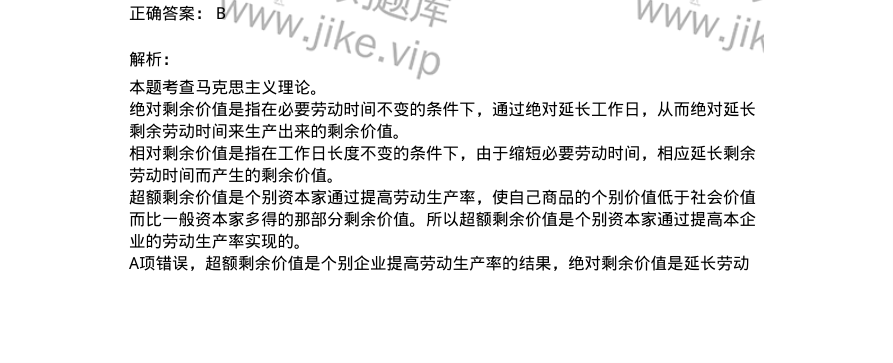 题库
www.jike.vip
www.jik
正确答案： B
解析：
本题考查马克思主义理论。
绝对剩余价值是指在必要劳动时间不变的条件下，通过绝对延长工作日，从而绝对延长
剩余劳动时间来生产出来的剩余价值。
相对剩余价值是指在工作日长度不变的条件下，由于缩短必要劳动时间，相应延长剩余
劳动时间而产生的剩余价值。
超额剩余价值是个别资本家通过提高劳动生产率，使自己商品的个别价值低于社会价值
而比一般资本家多得的那部分剩余价值。所以超额剩余价值是个别资本家通过提高本企
业的劳动生产率实现的。
A项错误，超额剩余价值是个别企业提高劳动生产率的结果，绝对剩余价值是延长劳动